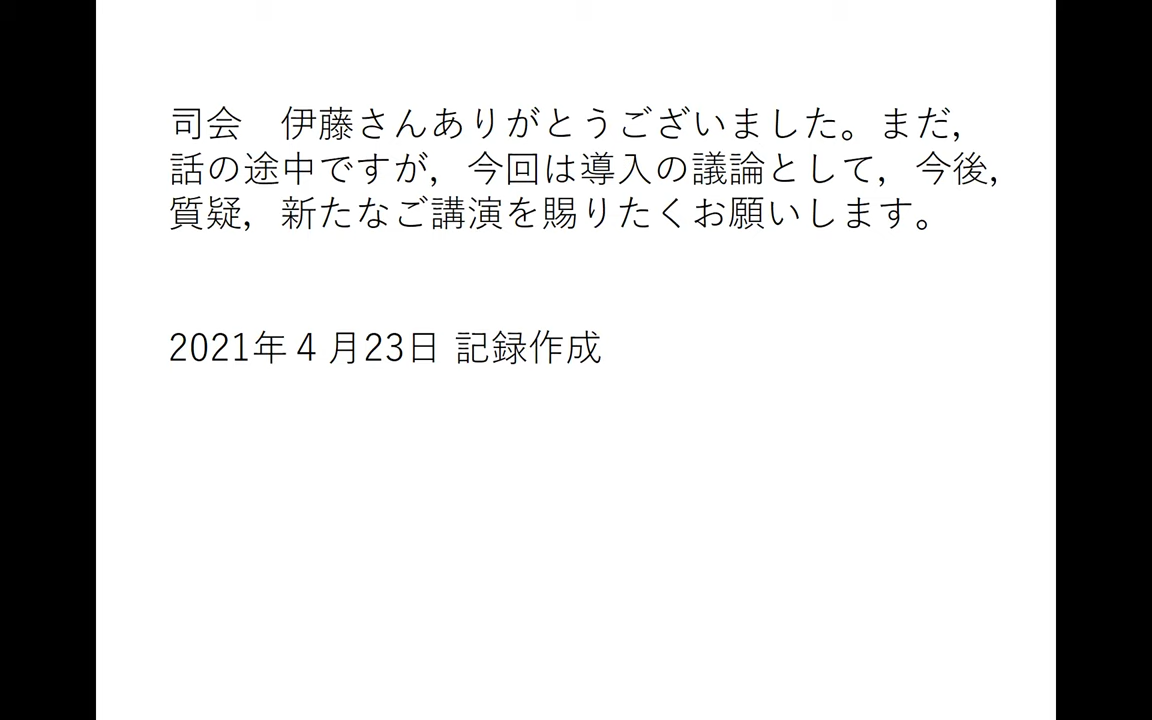 司会　伊藤さんありがとうございました。まだ，
話の途中ですが，今回は導入の議論として，今後，
質疑，新たなご講演を賜りたくお願いします。
2021年４月23日 記録作成